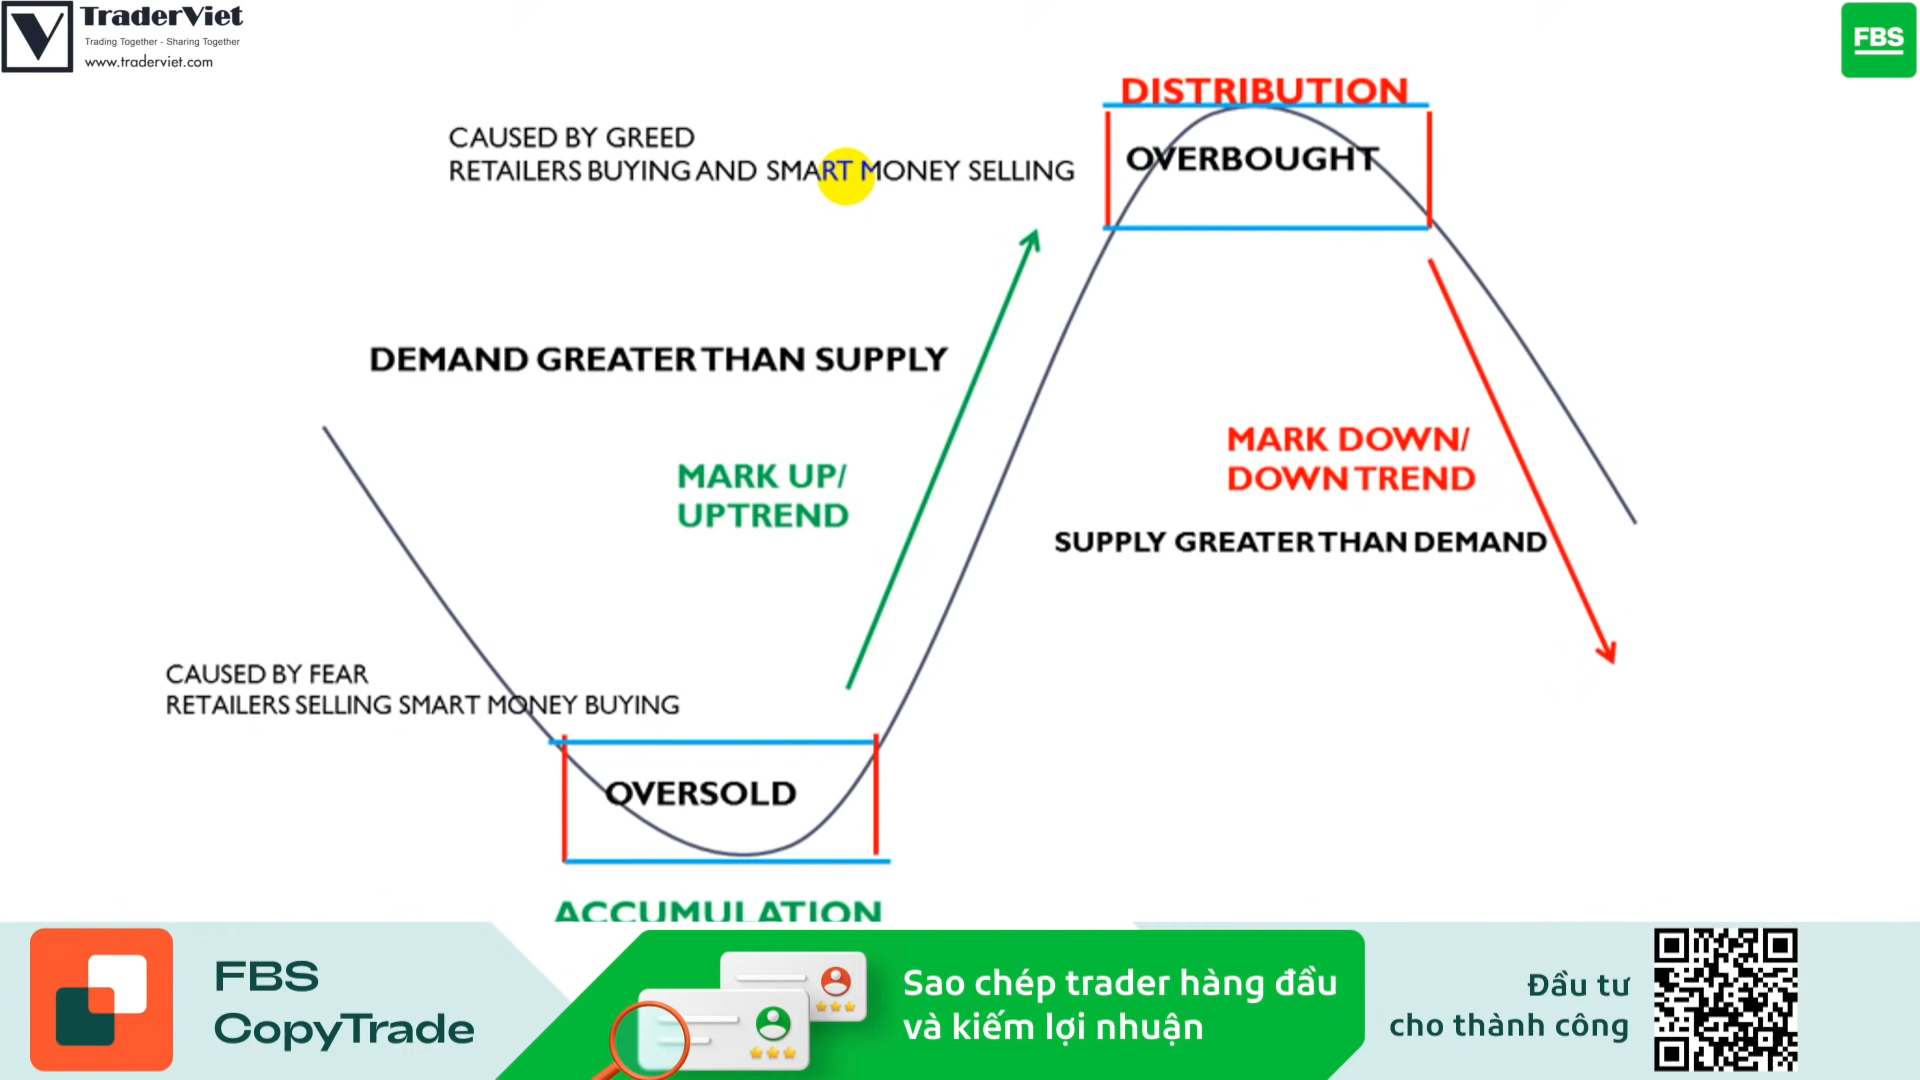 TraderViet
Trading Together - Sharing Together
www.traderviet.com
FBS
DISTRIBUTION
CAUSED BY GREED
RETAILERS BUYING AND SMART MONEY SELLING
OVERBOUGHT
DEMAND GREATER THAN SUPPLY
MARK UP/
UPTREND
MARK DOWN/
DOWN TREND
SUPPLY GREATER THAN DEMAND
CAUSED BY FEAR
RETAILERS SELLING SMART MONEY BUYING
OVERSOLD
ACCUMULATION
FBS
CopyTrade
Sao chép trader hàng đầu
và kiếm lợi nhuận
Đầu tư
cho thành công